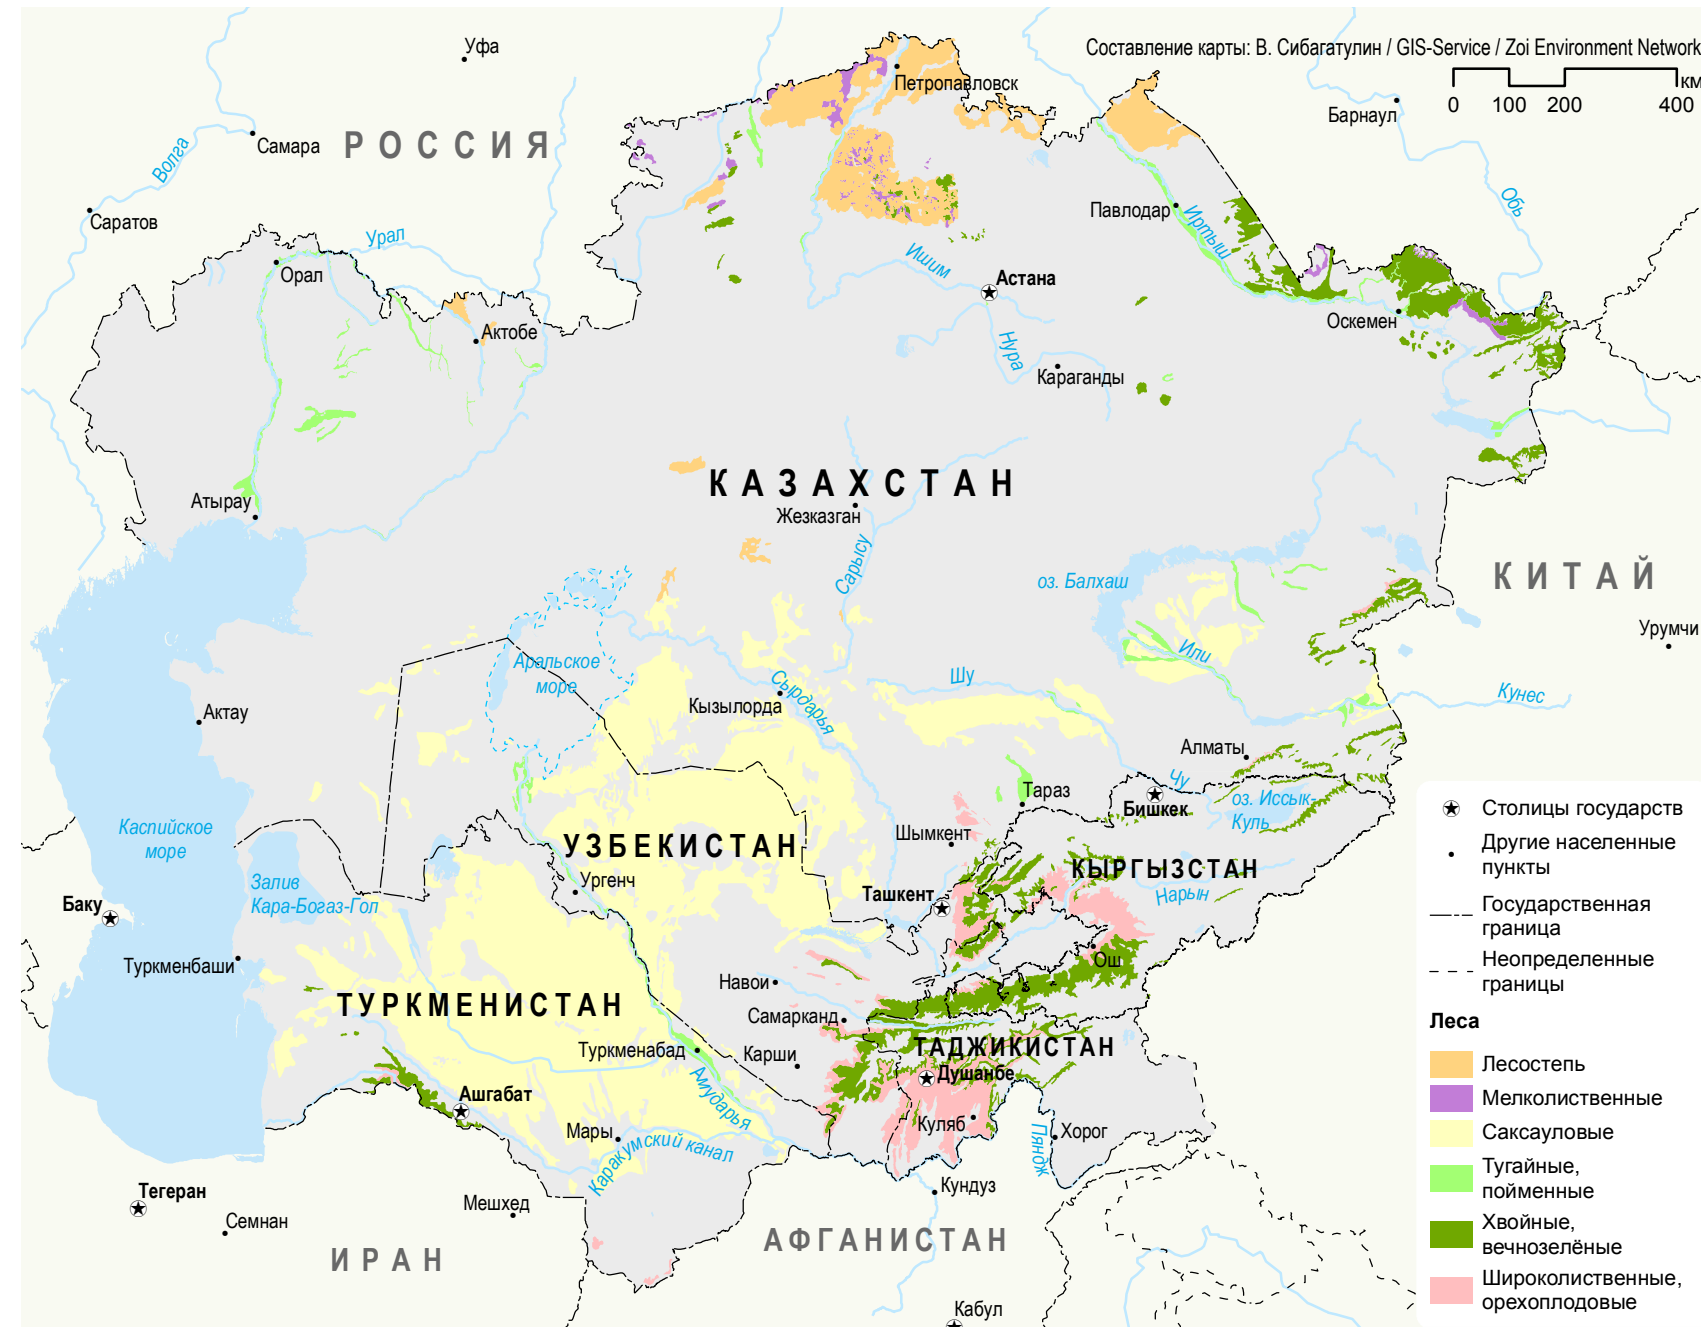 Составление карты: В. Сибагатулин / GIS-Service / Zoi Environment Network
км
0 100 200 400
Уфа
Петропавловск
Барнаул
Самара
РОССИЯ
Волга
Саратов
Обь
Павлодар
Иртыш
Урал
Орал
Ишим
Астана
Оскемен
Актобе
Нура
Караганды
КАЗАХСТАН
Атырау
Жезказган
Сарысу
оз. Балхаш
КИТАЙ
Урумчи
Аральское
море
Или
Шу
Сырдарья
Кунес
Кызылорда
Актау
Алматы
Чу
Тараз
Бишкек
оз. Иссык-
Куль
Каспийское
море
Шымкент
УЗБЕКИСТАН
КЫРГЫЗСТАН
Залив
Кара-Богаз-Гол
Ургенч
Ташкент
Нарын
Баку
Туркменбаши
Ош
Навои
ТУРКМЕНИСТАН
Самарканд
Туркменабад
Карши
ТАДЖИКИСТАН
Душанбе
Ашгабат
Амударья
Мары
Куляб
Пяндж
Хорог
Каракумский канал
Тегеран
Мешхед
Кундуз
Семнан
ИРАН
АФГАНИСТАН
Кабул
Столицы государств
Другие населенные
пункты
Государственная
граница
Неопределенные
границы
Леса
Лесостепь
Мелколиственные
Саксауловые
Тугайные,
пойменные
Хвойные,
вечнозелёные
Широколиственные,
орехоплодовые